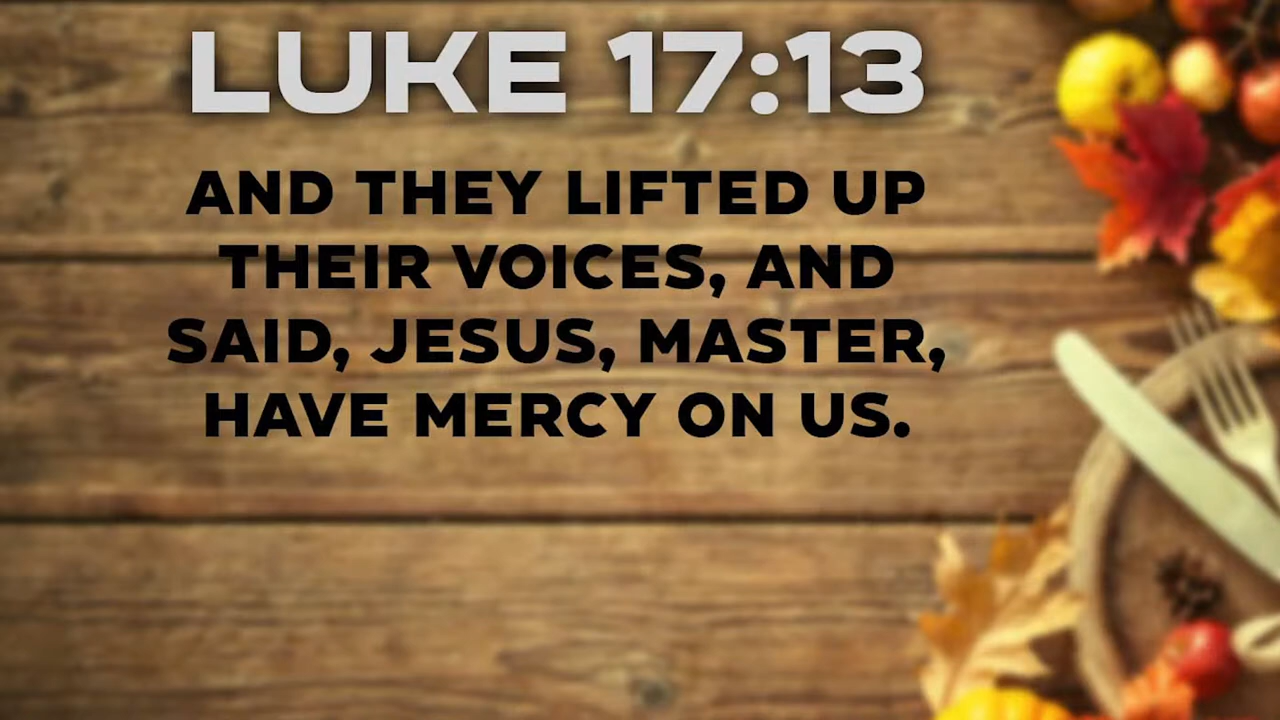 LUKE 17:13
AND THEY LIFTED UP
THEIR VOICES, AND
SAID, JESUS, MASTER,
HAVE MERCY ON US.